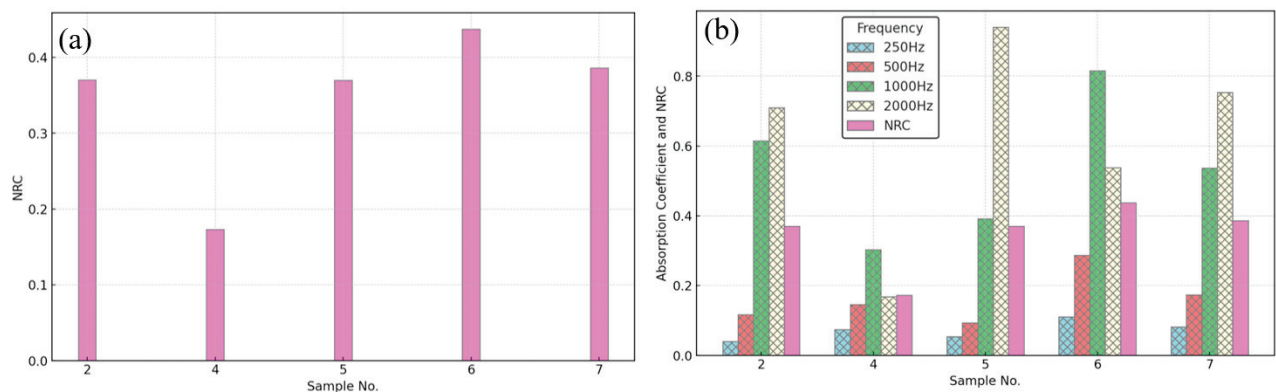 (a)
NRC
0.4
0.3
0.2
0.1
0.0
2 4 5 6 7
Sample No.
(b)
Absorption Coefficient and NRC
0.8
0.6
0.4
0.2
0.0
Frequency
250Hz
500Hz
1000Hz
2000Hz
NRC
2 4 5 6 7
Sample No.